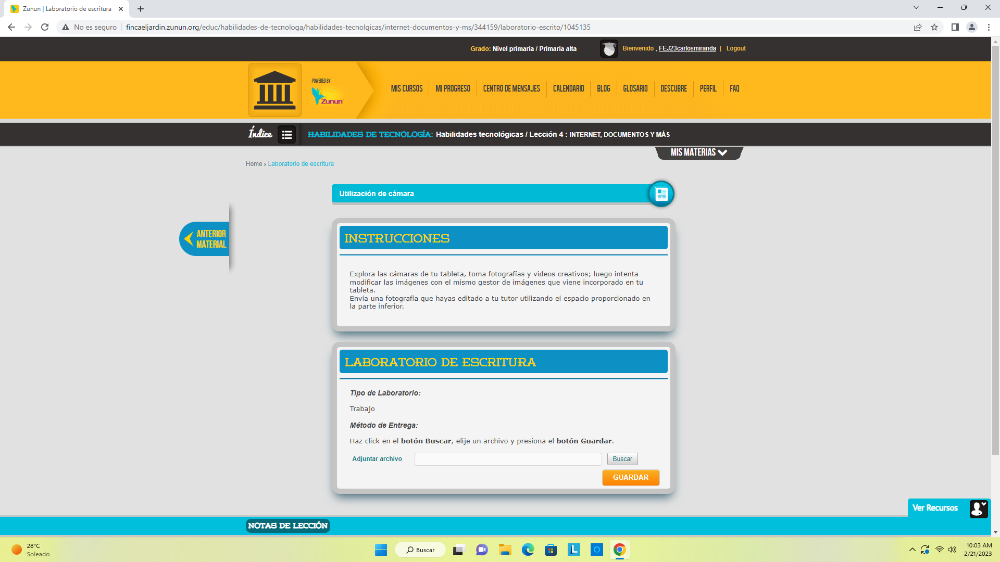 Zunun | Laboratorio de escritura
No es seguro
fincaeljardin.zunun.org/educ/habilidades-de-tecnologa/habilidades-tecnolgicas/internet-documentos-y-ms/344159/laboratorio-escrito/1045135
Grado: Nivel primaria / Primaria alta
Bienvenido , FEJ23carlosmiranda | Logout
POWERED BY
Zunun
MIS CURSOS
MI PROGRESO
CENTRO DE MENSAJES
CALENDARIO
BLOG
GLOSARIO
DESCUBRE
PERFIL
FAQ
Índice
HABILIDADES DE TECNOLOGÍA: Habilidades tecnológicas / Lección 4 : INTERNET, DOCUMENTOS Y MÁS
MIS MATERIAS
Home › Laboratorio de escritura
Utilización de cámara
ANTERIOR
MATERIAL
INSTRUCCIONES
Explora las cámaras de tu tableta, toma fotografías y videos creativos; luego intenta
modificar las imágenes con el mismo gestor de imágenes que viene incorporado en tu
tableta.
Envía una fotografía que hayas editado a tu tutor utilizando el espacio proporcionado en
la parte inferior.
LABORATORIO DE ESCRITURA
Tipo de Laboratorio:
Trabajo
Método de Entrega:
Haz click en el botón Buscar, elije un archivo y presiona el botón Guardar.
Adjuntar archivo
Buscar
GUARDAR
Ver Recursos
NOTAS DE LECCIÓN
28°C
Soleado
Buscar
L
10:03 AM
2/21/2023